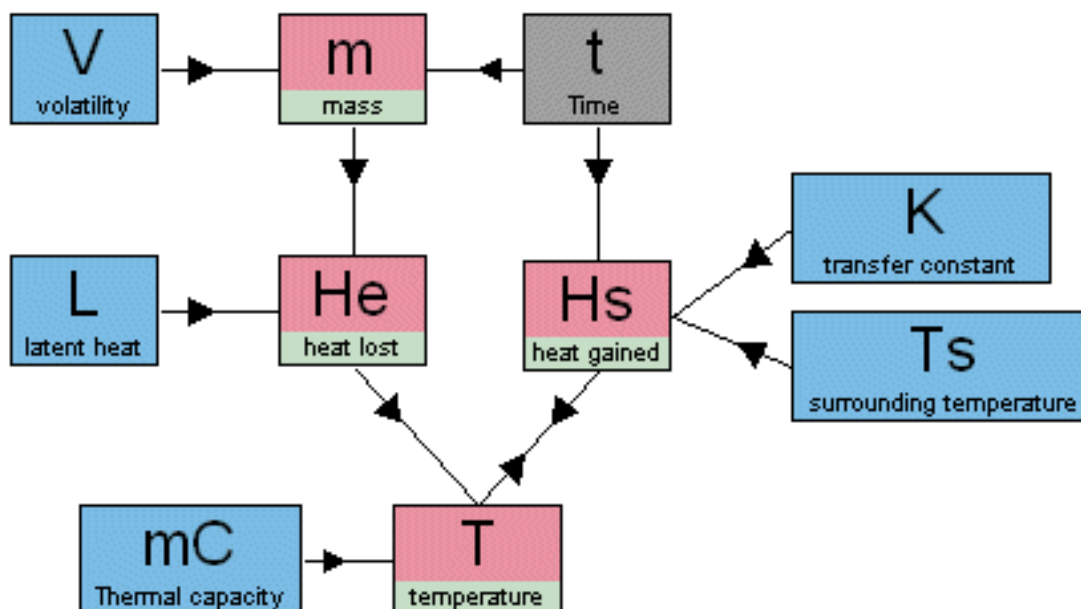 V
volatility
m
mass
t
Time
K
transfer constant
L
latent heat
He
heat lost
Hs
heat gained
Ts
surrounding temperature
mC
Thermal capacity
T
temperature